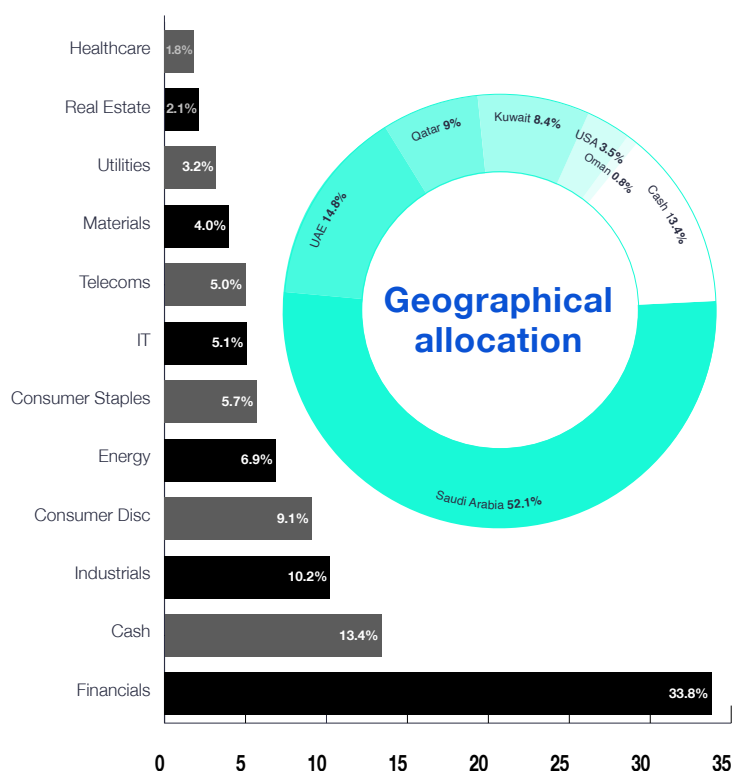 Healthcare 1.8%
Real Estate 2.1%
Utilities 3.2%
Materials 4.0%
Telecoms 5.0%
IT 5.1%
Consumer Staples 5.7%
Energy 6.9%
Consumer Disc 9.1%
Industrials 10.2%
Cash 13.4%
Financials 33.8%
0 5 10 15 20 25 30 35
Geographical
allocation
UAE 14.8%
Qatar 9%
Kuwait 8.4%
USA 3.5%
Oman 0.8%
Cash 13.4%
Saudi Arabia 52.1%